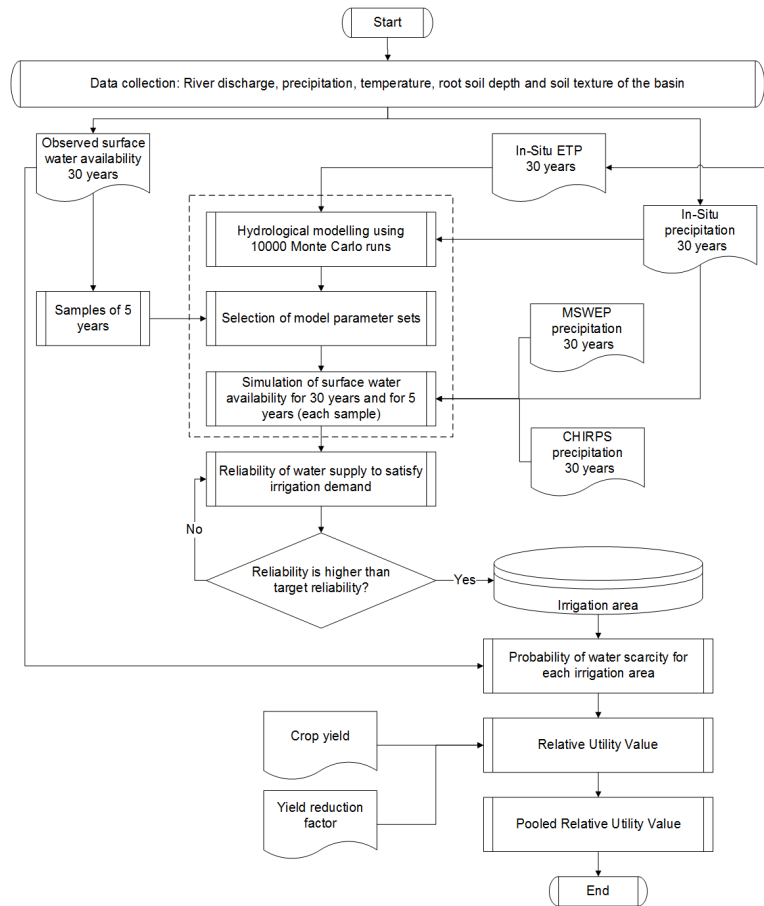 Start
Data collection: River discharge, precipitation, temperature, root soil depth and soil texture of the basin
Observed surface
water availability
30 years
In-Situ ETP
30 years
In-Situ
precipitation
30 years
Hydrological modelling using
10000 Monte Carlo runs
Samples of 5
years
Selection of model parameter sets
MSWEP
precipitation
30 years
Simulation of surface water
availability for 30 years and for 5
years (each sample)
CHIRPS
precipitation
30 years
Reliability of water supply to satisfy
irrigation demand
No
Reliability is higher than
target reliability?
Yes
Irrigation area
Probability of water scarcity for
each irrigation area
Crop yield
Relative Utility Value
Yield reduction
factor
Pooled Relative Utility Value
End